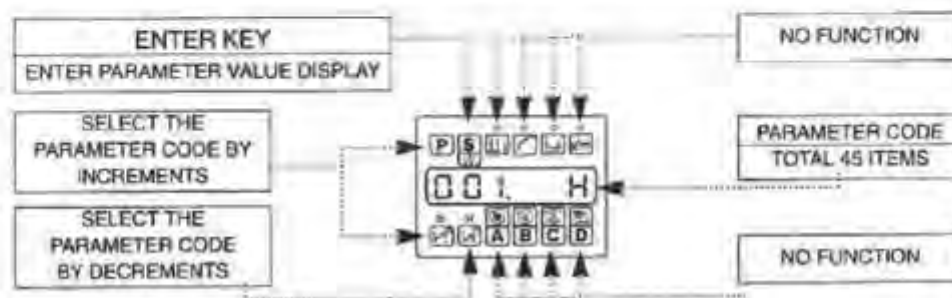 ENTER KEY
ENTER PARAMETER VALUE DISPLAY
NO FUNCTION
SELECT THE
PARAMETER CODE BY
INCREMENTS
PARAMETER CODE
TOTAL 45 ITEMS
P S
001. H
A B C D
SELECT THE
PARAMETER CODE
BY DECREMENTS
NO FUNCTION